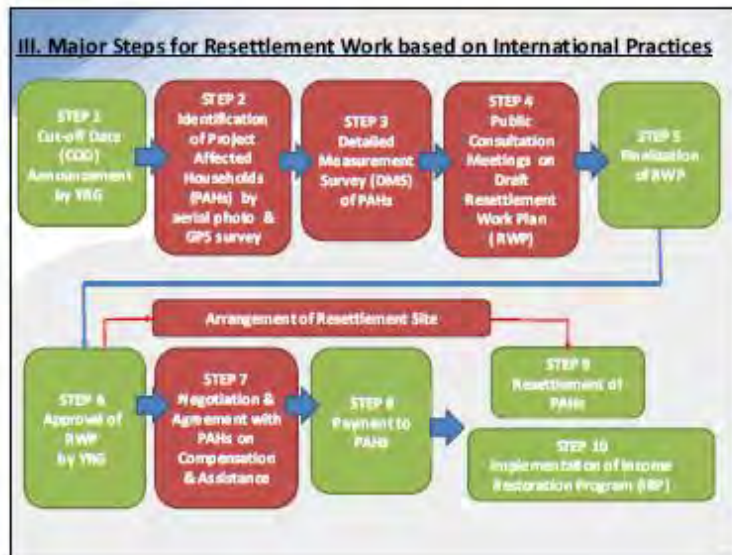 III. Major Steps for Resettlement Work based on International Practices
STEP 1
Cut-off Date
(COD)
Announcement
by YRG
STEP 2
Identification
of Project
Affected
Households
(PAHs) by
aerial photo &
GPS survey
STEP 3
Detailed
Measurement
Survey (DMS)
of PAHs
STEP 4
Public
Consultation
Meetings on
Draft
Resettlement
Work Plan
(RWP)
STEP 5
Finalization
of RWP
Arrangement of Resettlement Site
STEP 6
Approval of
RWP
by YRG
STEP 7
Negotiation &
Agreement with
PAHs on
Compensation
& Assistance
STEP 8
Payment to
PAHs
STEP 9
Resettlement of
PAHs
STEP 10
Implementation of Income
Restoration Program (IRP)